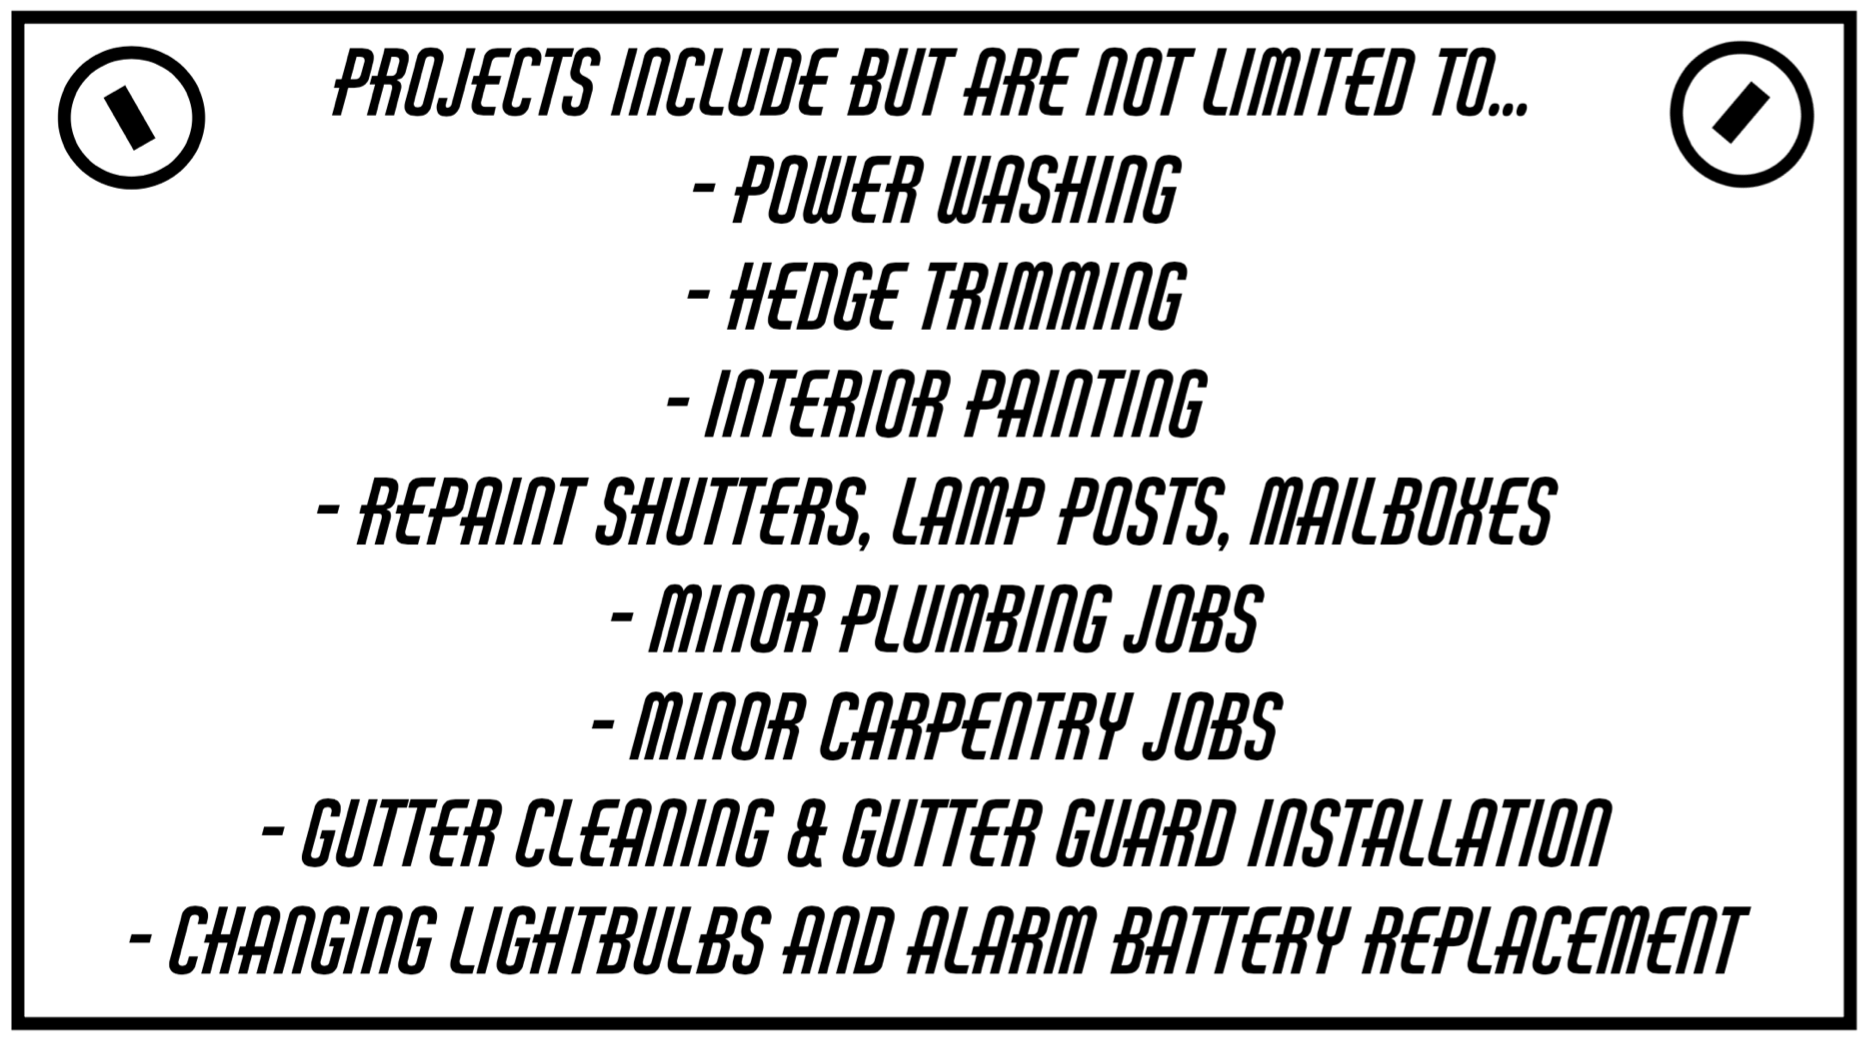 PROJECTS INCLUDE BUT ARE NOT LIMITED TO...
- POWER WASHING
- HEDGE TRIMMING
- INTERIOR PAINTING
- REPAINT SHUTTERS, LAMP POSTS, MAILBOXES
- MINOR PLUMBING JOBS
- MINOR CARPENTRY JOBS
- GUTTER CLEANING & GUTTER GUARD INSTALLATION
- CHANGING LIGHTBULBS AND ALARM BATTERY REPLACEMENT